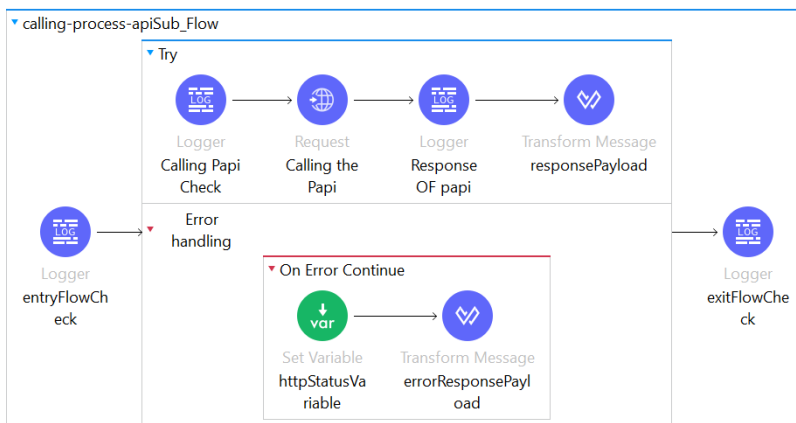 calling-process-apiSub_Flow
Try
LOG
LOG
Logger
Request
Logger
Transform Message
Calling Papi
Check
Calling the
Papi
Response
OF papi
responsePayload
Error
handling
LOG
Logger
entryFlowCh
eck
LOG
Logger
exitFlowChe
ck
On Error Continue
var
Set Variable
Transform Message
httpStatusVa
riable
errorResponsePayl
oad